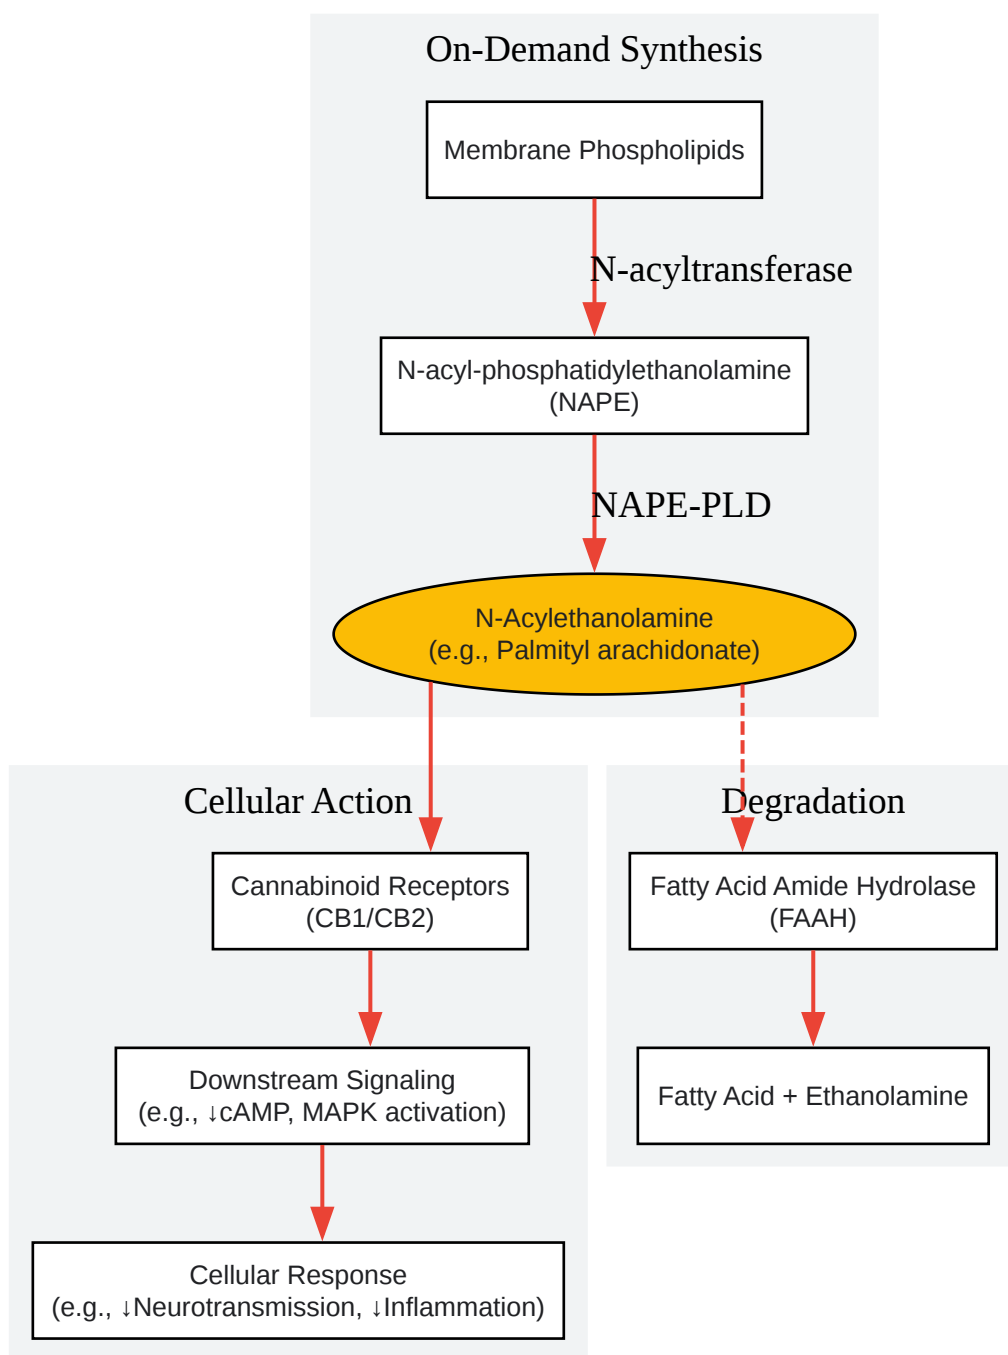 On-Demand Synthesis
Membrane Phospholipids
N-acyltransferase
N-acyl-phosphatidylethanolamine
(NAPE)
NAPE-PLD
N-Acylethanolamine
(e.g., Palmityl arachidonate)
Cellular Action
Cannabinoid Receptors
(CB1/CB2)
Downstream Signaling
(e.g., ↓cAMP, MAPK activation)
Cellular Response
(e.g., ↓Neurotransmission, ↓Inflammation)
Degradation
Fatty Acid Amide Hydrolase
(FAAH)
Fatty Acid + Ethanolamine